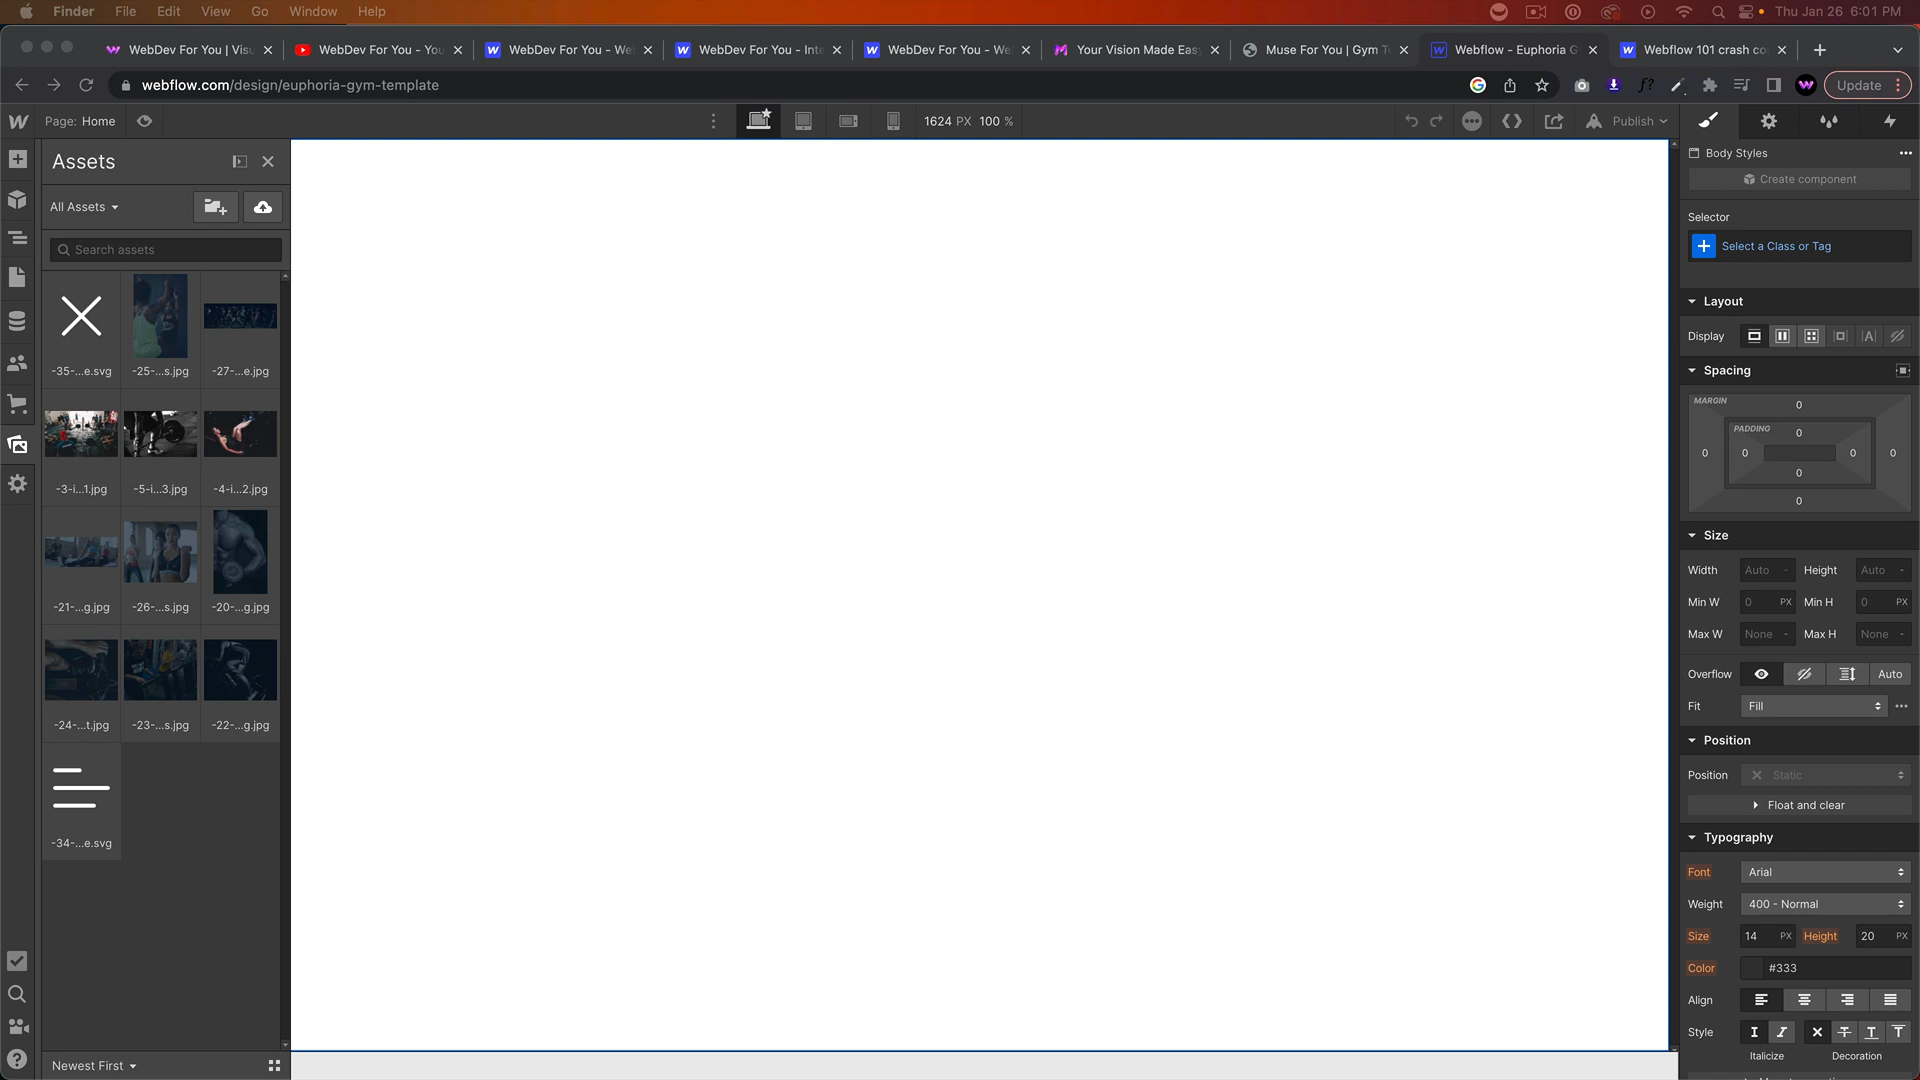 Finder File Edit View Go Window Help
Thu Jan 26 6:01 PM
WebDev For You | Visu
WebDev For You - You
WebDev For You - We
WebDev For You - Inte
WebDev For You - We
Your Vision Made Easy
Muse For You | Gym Te
Webflow - Euphoria G
Webflow 101 crash co
webflow.com/design/euphoria-gym-template
Update
Page: Home
1624 PX 100 %
Publish
Assets
All Assets
Search assets
-35-...e.svg
-25-...s.jpg
-27-...e.jpg
-3-i...1.jpg
-5-i...3.jpg
-4-i...2.jpg
-21-...g.jpg
-26-...s.jpg
-20-...g.jpg
-24-...t.jpg
-23-...s.jpg
-22-...g.jpg
-34-...e.svg
Newest First
Body Styles
Create component
Selector
Select a Class or Tag
Layout
Display
Spacing
MARGIN
0
PADDING
0
0 0 0 0
0
0
Size
Width Auto - Height Auto -
Min W 0 PX Min H 0 PX
Max W None - Max H None -
Overflow Auto
Fit Fill
Position
Position Static
Float and clear
Typography
Font Arial
Weight 400 - Normal
Size 14 PX Height 20 PX
Color #333
Align
Style
Italicize Decoration